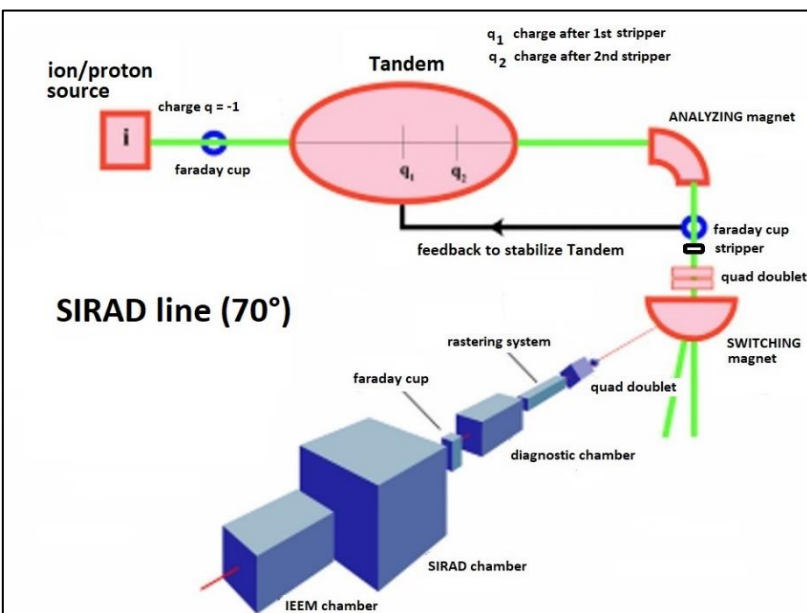 q1 charge after 1st stripper
q2 charge after 2nd stripper
Tandem
ion/proton
source
charge q = -1
ANALYZING magnet
i
faraday cup
q1
q2
faraday cup
stripper
feedback to stabilize Tandem
quad doublet
SIRAD line (70°)
SWITCHING
magnet
rastering system
faraday cup
quad doublet
diagnostic chamber
SIRAD chamber
IEEM chamber